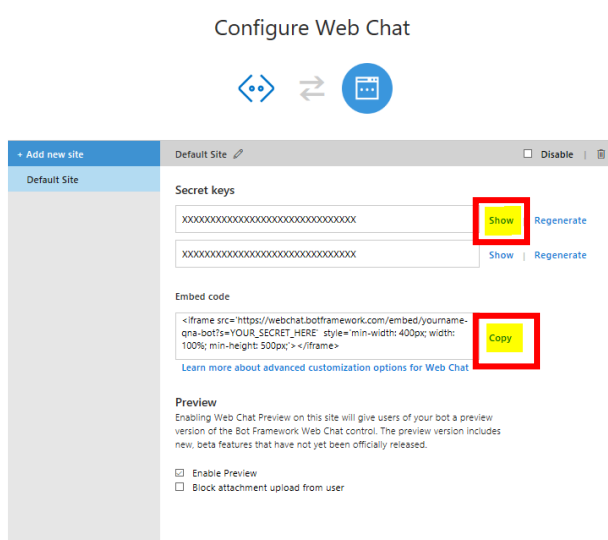 Configure Web Chat
+ Add new site
Default Site
Disable |
Default Site
Secret keys
XXXXXXXXXXXXXXXXXXXXXXXXXXXXXXXX
Show Regenerate
XXXXXXXXXXXXXXXXXXXXXXXXXXXXXXXX
Show | Regenerate
Embed code
<iframe src='https://webchat.botframework.com/embed/yourname-
qna-bot?s=YOUR_SECRET_HERE' style='min-width: 400px; width:
100%; min-height: 500px;'></iframe>
Copy
Learn more about advanced customization options for Web Chat
Preview
Enabling Web Chat Preview on this site will give users of your bot a preview
version of the Bot Framework Web Chat control. The preview version includes
new, beta features that have not yet been officially released.
Enable Preview
Block attachment upload from user